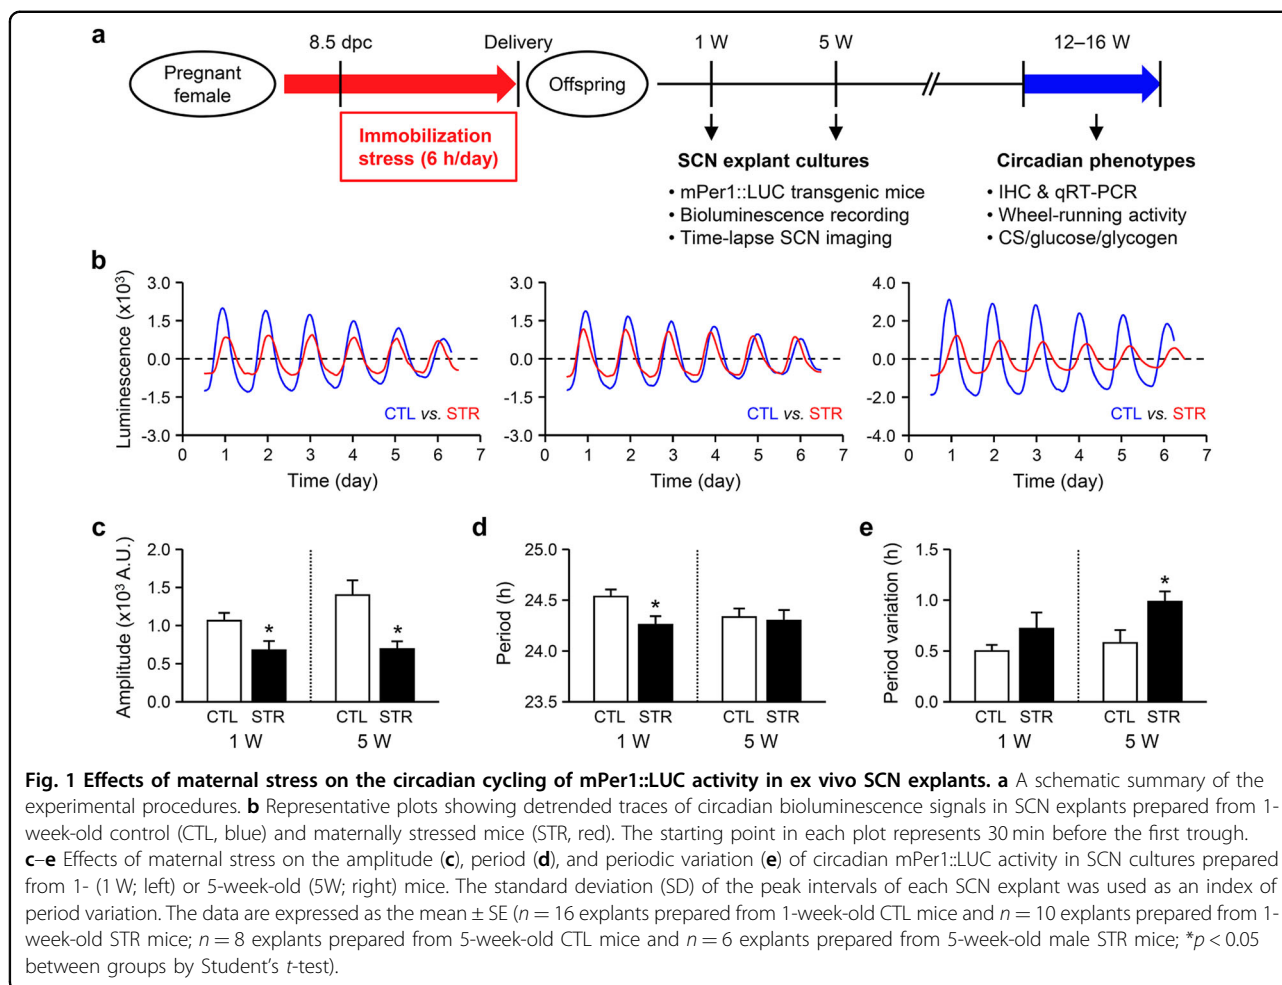 a
8.5 dpc
Delivery
1 W
5 W
12–16 W
Pregnant
female
Offspring
Immobilization
stress (6 h/day)
SCN explant cultures
• mPer1::LUC transgenic mice
• Bioluminescence recording
• Time-lapse SCN imaging
Circadian phenotypes
• IHC & qRT-PCR
• Wheel-running activity
• CS/glucose/glycogen
b
Luminescence (x10³)
3.0
1.5
0.0
-1.5
-3.0
CTL vs. STR
0 1 2 3 4 5 6 7
Time (day)
3.0
1.5
0.0
-1.5
-3.0
CTL vs. STR
0 1 2 3 4 5 6 7
Time (day)
4.0
2.0
0.0
-2.0
-4.0
CTL vs. STR
0 1 2 3 4 5 6 7
Time (day)
c
Amplitude (x10³ A.U.)
2.0
1.5
1.0
0.5
0.0
* *
CTL STR CTL STR
1 W 5 W
d
Period (h)
25.0
24.5
24.0
23.5
*
CTL STR CTL STR
1 W 5 W
e
Period variation (h)
1.5
1.0
0.5
0.0
*
CTL STR CTL STR
1 W 5 W
Fig. 1 Effects of maternal stress on the circadian cycling of mPer1::LUC activity in ex vivo SCN explants. a A schematic summary of the
experimental procedures. b Representative plots showing detrended traces of circadian bioluminescence signals in SCN explants prepared from 1-
week-old control (CTL, blue) and maternally stressed mice (STR, red). The starting point in each plot represents 30 min before the first trough.
c–e Effects of maternal stress on the amplitude (c), period (d), and periodic variation (e) of circadian mPer1::LUC activity in SCN cultures prepared
from 1- (1 W; left) or 5-week-old (5W; right) mice. The standard deviation (SD) of the peak intervals of each SCN explant was used as an index of
period variation. The data are expressed as the mean ± SE (n = 16 explants prepared from 1-week-old CTL mice and n = 10 explants prepared from 1-
week-old STR mice; n = 8 explants prepared from 5-week-old CTL mice and n = 6 explants prepared from 5-week-old male STR mice; *p < 0.05
between groups by Student’s t-test).